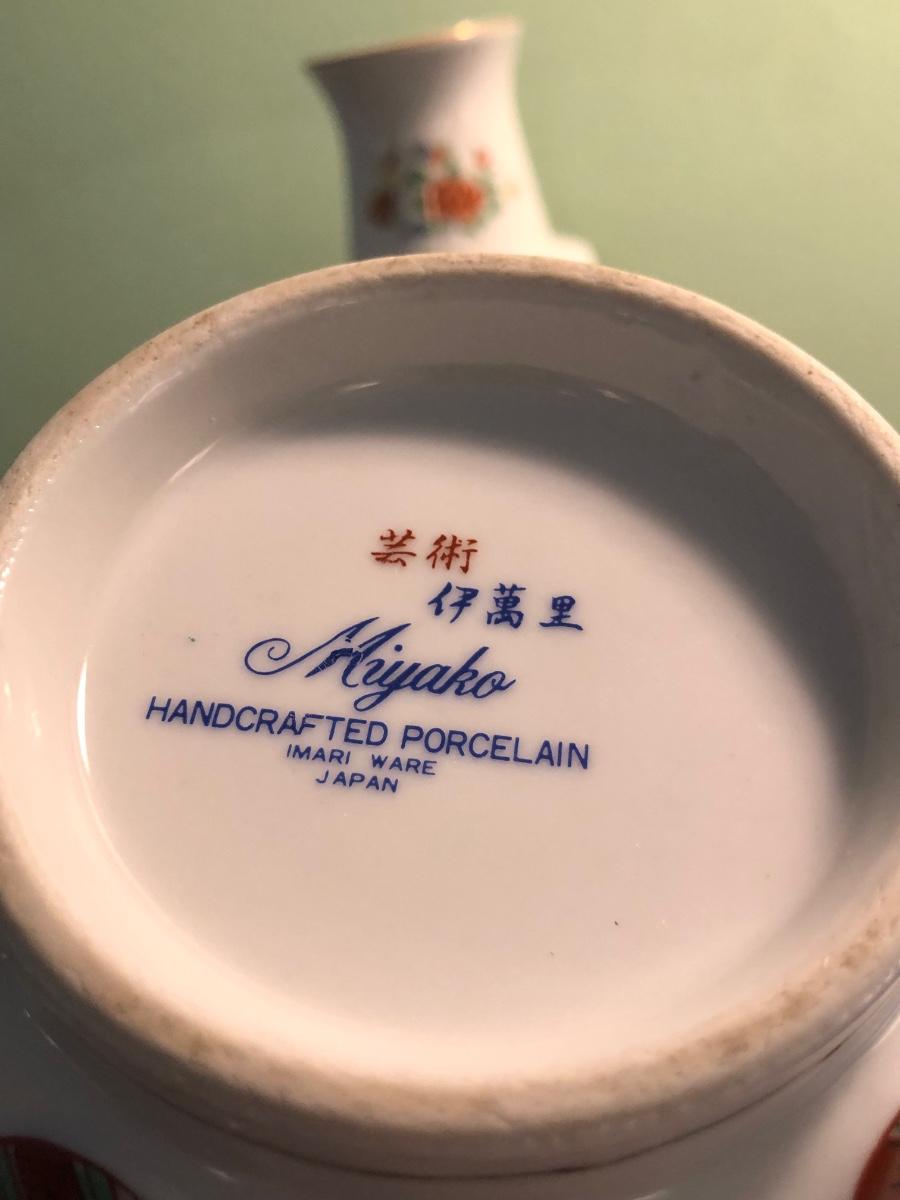 芸術
伊萬里
Miyako
HANDCRAFTED PORCELAIN
IMARI WARE
JAPAN